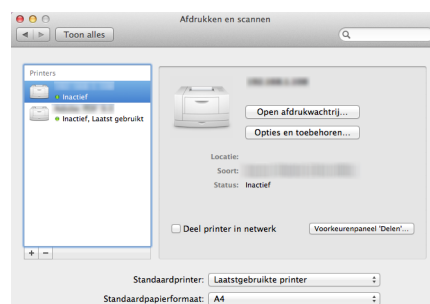 Afdrukken en scannen
Toon alles
Printers
Inactief
Inactief, Laatst gebruikt
Open afdrukwachtrij...
Opties en toebehoren...
Locatie:
Soort:
Status: Inactief
Deel printer in netwerk
Voorkeurenpaneel 'Delen'...
+ −
Standaardprinter: Laatstgebruikte printer
Standaardpapierformaat: A4